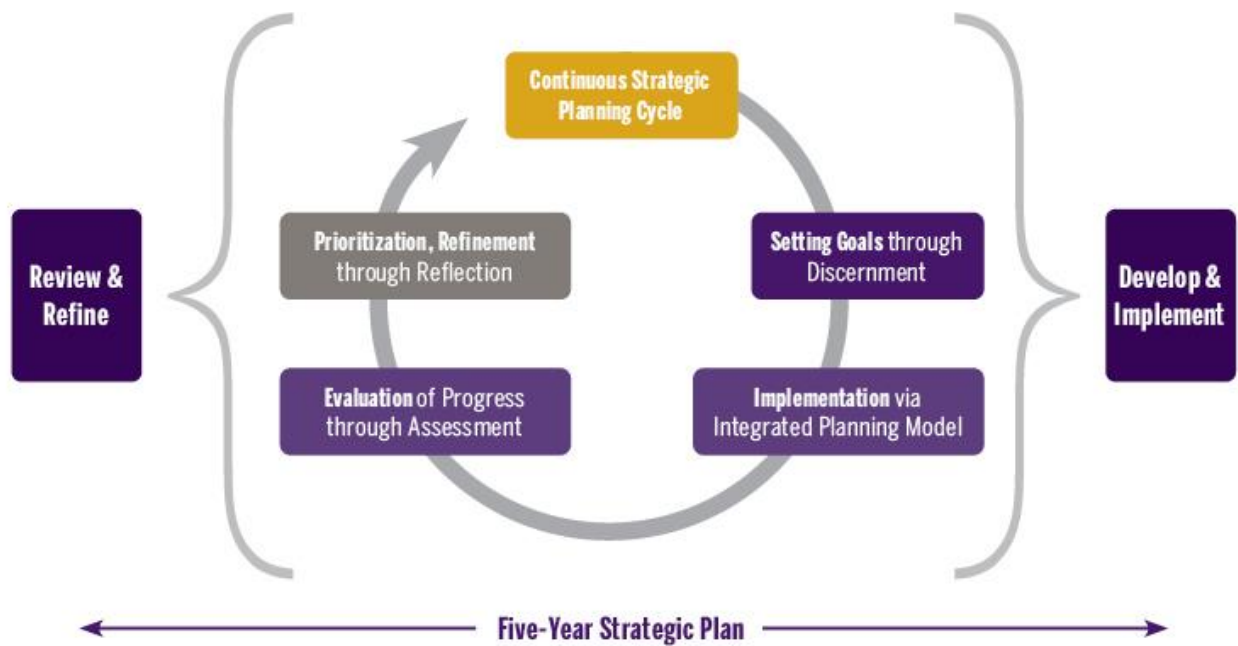 Continuous Strategic
Planning Cycle
Review &
Refine
Prioritization, Refinement
through Reflection
Evaluation of Progress
through Assessment
Setting Goals through
Discernment
Implementation via
Integrated Planning Model
Develop &
Implement
Five-Year Strategic Plan